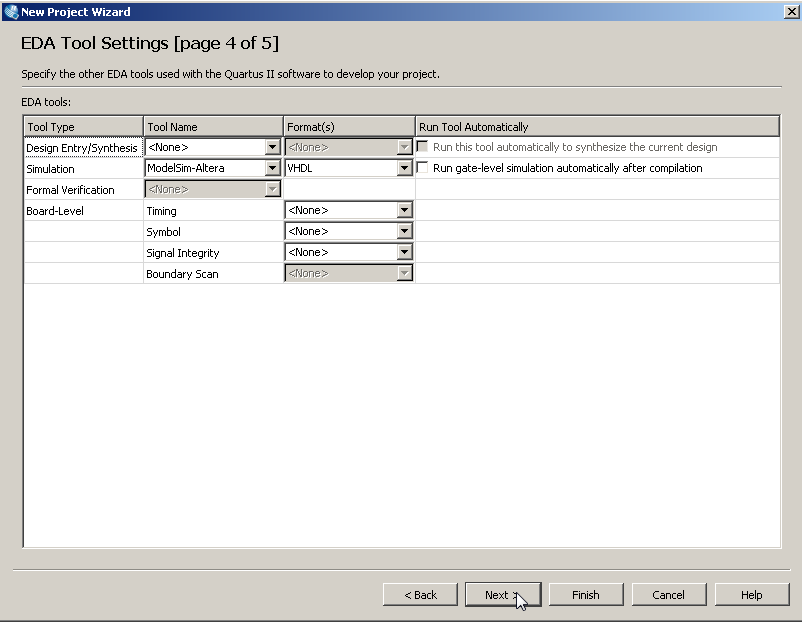 New Project Wizard
EDA Tool Settings [page 4 of 5]
Specify the other EDA tools used with the Quartus II software to develop your project.
EDA tools:
Tool Type Tool Name Format(s) Run Tool Automatically
Design Entry/Synthesis <None> <None> Run this tool automatically to synthesize the current design
Simulation ModelSim-Altera VHDL Run gate-level simulation automatically after compilation
Formal Verification <None>
Board-Level Timing <None>
Symbol <None>
Signal Integrity <None>
Boundary Scan <None>
< Back Next > Finish Cancel Help